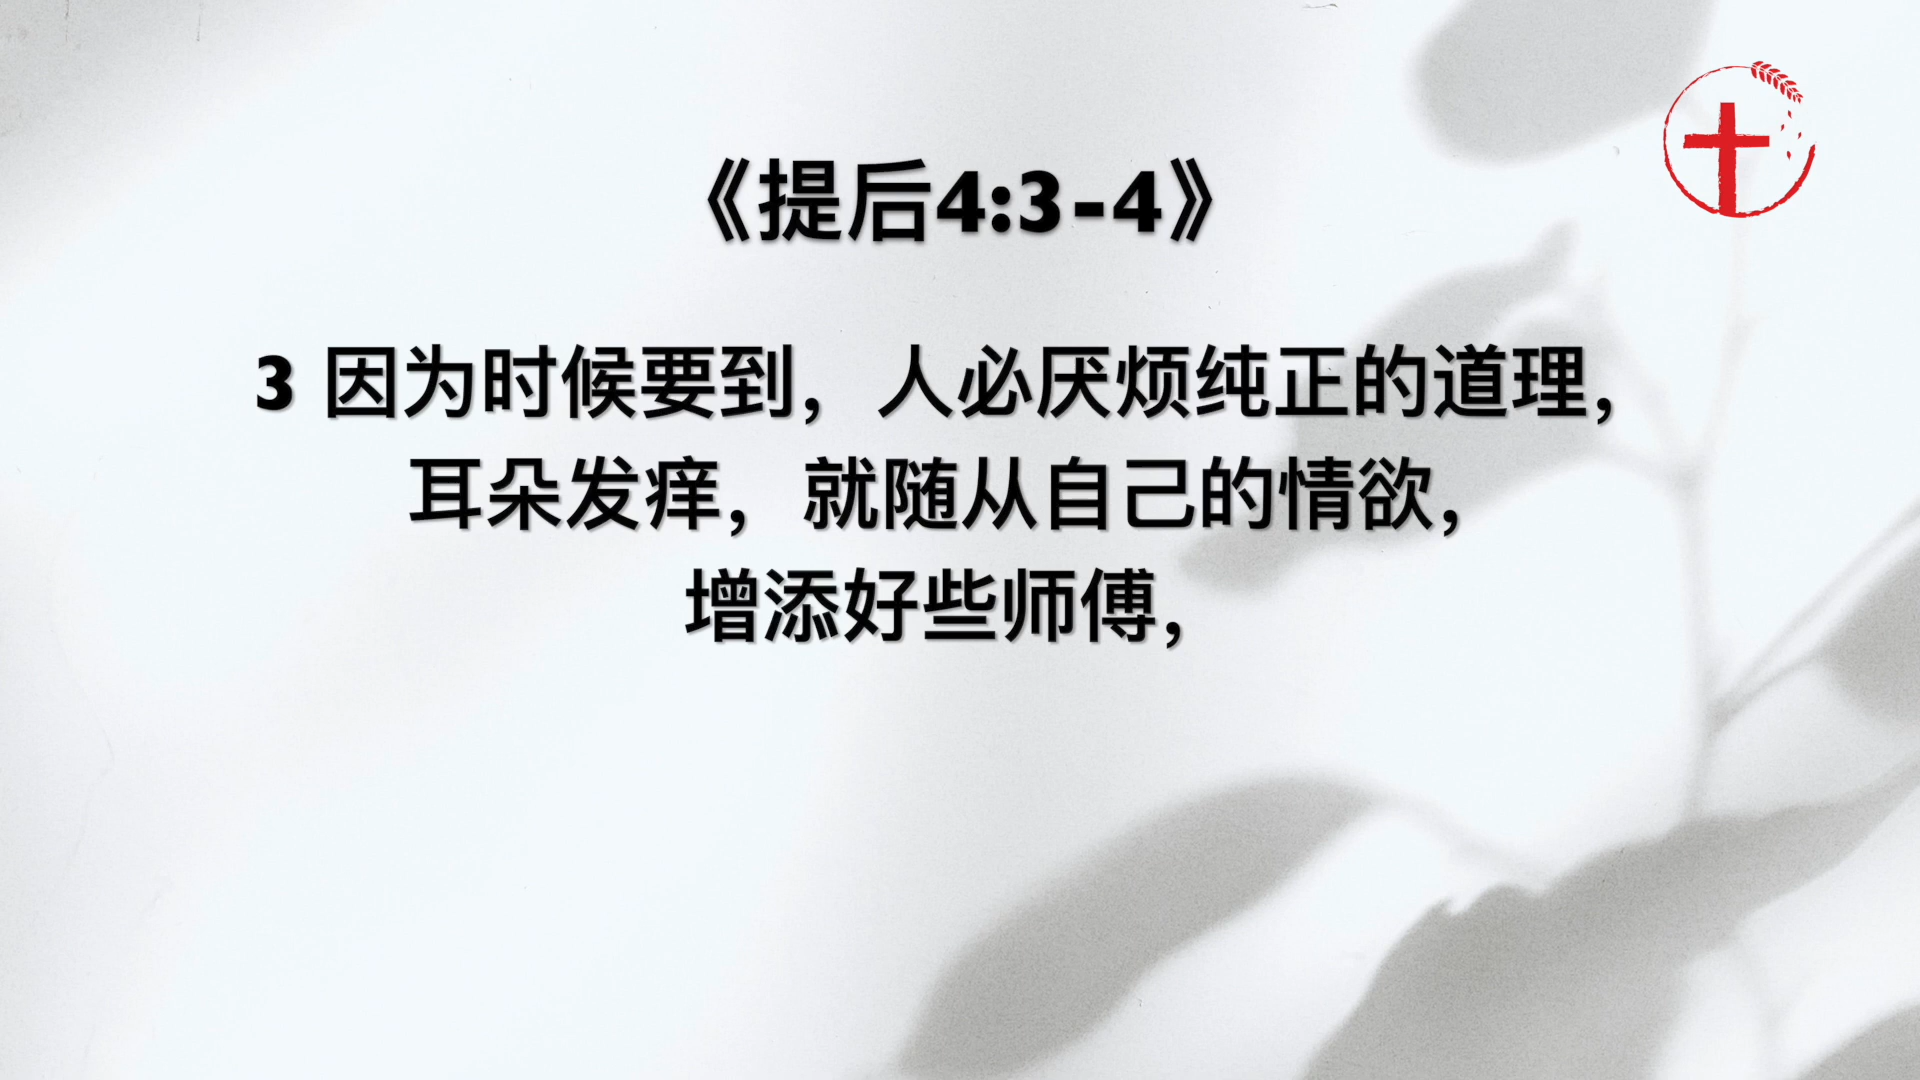 《提后4:3-4》
3 因为时候要到，人必厌烦纯正的道理，
耳朵发痒，就随从自己的情欲，
增添好些师傅，